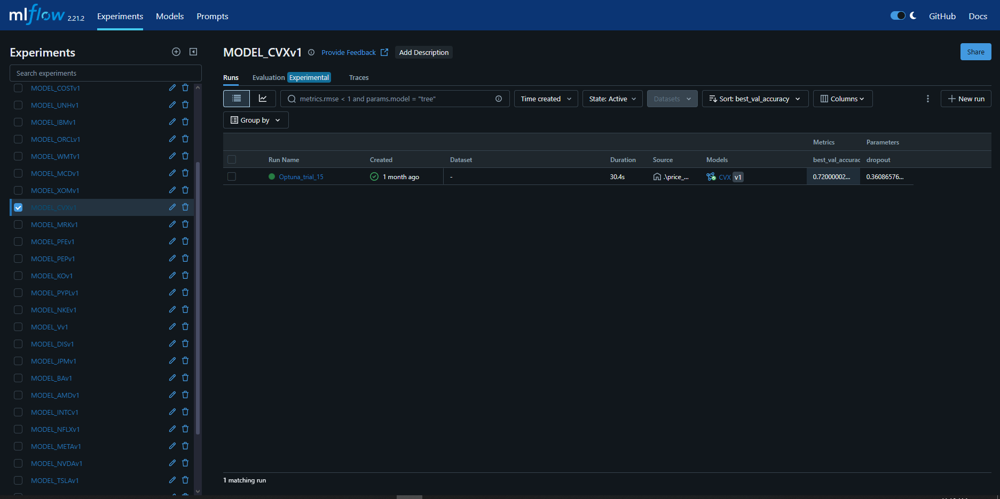 mlflow 2.21.2 Experiments Models Prompts GitHub Docs
Experiments
Search experiments
MODEL_COSTv1
MODEL_UNHv1
MODEL_IBMv1
MODEL_ORCLv1
MODEL_WMTv1
MODEL_MCDv1
MODEL_XOMv1
MODEL_CVXv1
MODEL_MRKv1
MODEL_PFEv1
MODEL_PEPv1
MODEL_KOv1
MODEL_PYPLv1
MODEL_NKEv1
MODEL_Vv1
MODEL_DISv1
MODEL_JPMv1
MODEL_BAv1
MODEL_AMDv1
MODEL_INTCv1
MODEL_NFLXv1
MODEL_METAv1
MODEL_NVDAv1
MODEL_TSLAv1
MODEL_CVXv1 Provide Feedback Add Description Share
Runs Evaluation Experimental Traces
metrics.rmse < 1 and params.model = "tree" Time created State: Active Datasets Sort: best_val_accuracy Columns New run
Group by
Metrics Parameters
Run Name Created Dataset Duration Source Models best_val_accurac dropout
Optuna_trial_15 1 month ago - 30.4s .\price_... CVX v1 0.72000002... 0.36086576...
1 matching run